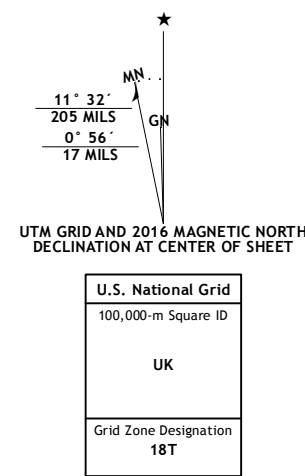 ★
MN
GN
11° 32´
205 MILS
0° 56´
17 MILS
UTM GRID AND 2016 MAGNETIC NORTH
DECLINATION AT CENTER OF SHEET
U.S. National Grid
100,000-m Square ID
UK
Grid Zone Designation
18T